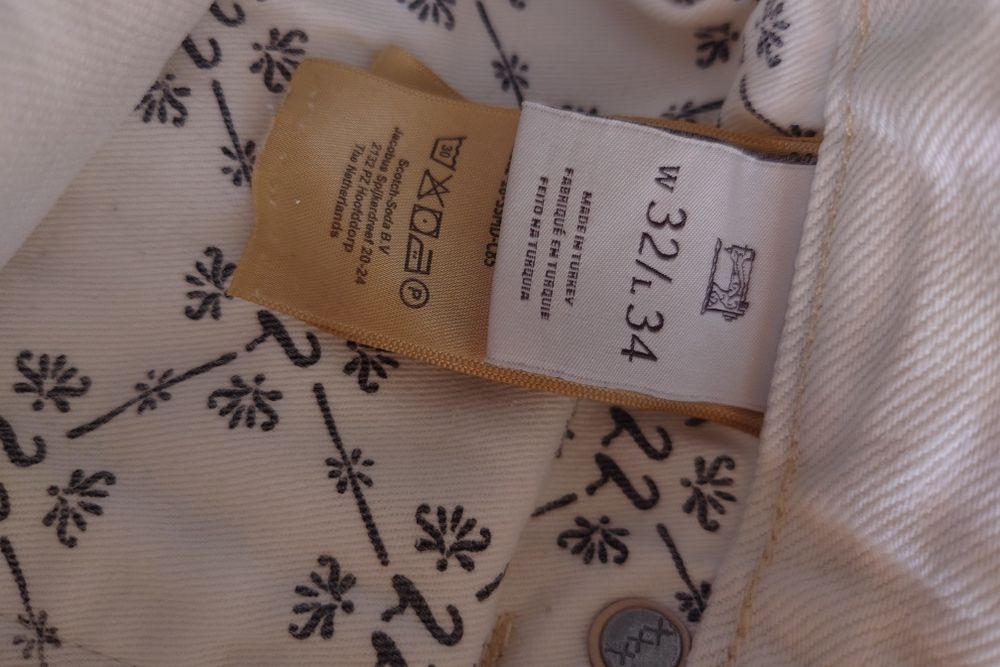 W 32/L 34
MADE IN TURKEY
FABRIQUÉ EN TURQUIE
FEITO NA TURQUIA
30
P
Scotch-Soda B.V
Jacobus Spijkerdreef 20-24
2132 PZ Hoofddorp
The Netherlands